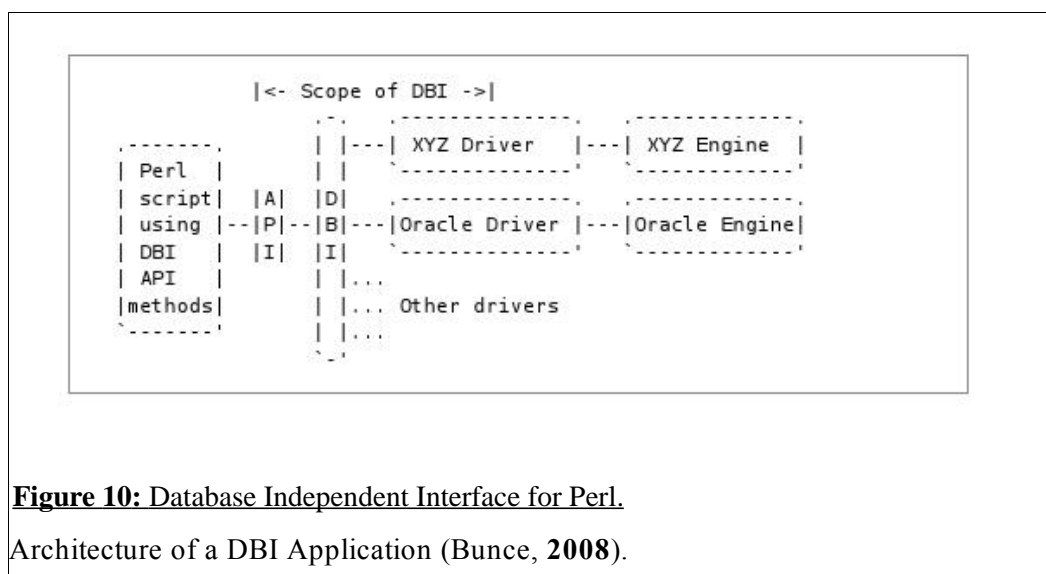 |<- Scope of DBI ->|
                  .-.   .--------------.   .-------------.
  .-------.       | |---| XYZ Driver   |---| XYZ Engine  |
  | Perl  |       | |   `--------------'   `-------------'
  | script|  |A|  |D|   .--------------.   .-------------.
  | using |--|P|--|B|---|Oracle Driver |---|Oracle Engine|
  | DBI   |  |I|  |I|   `--------------'   `-------------'
  | API   |       | |...
  |methods|       | |... Other drivers
  `-------'       | |...
                  `-'
Figure 10: Database Independent Interface for Perl.
Architecture of a DBI Application (Bunce, 2008).